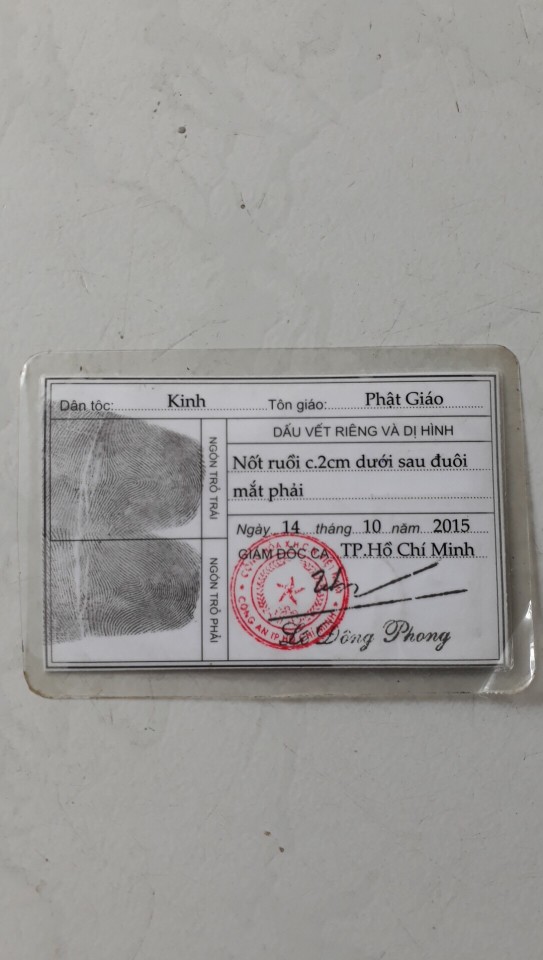 Dân tộc: Kinh Tôn giáo: Phật Giáo
NGÓN TRỎ TRÁI
NGÓN TRỎ PHẢI
DẤU VẾT RIÊNG VÀ DỊ HÌNH
Nốt ruồi c.2cm dưới sau đuôi
mắt phải
Ngày 14 tháng 10 năm 2015
GIÁM ĐỐC CA TP.Hồ Chí Minh
Lê Đông Phong